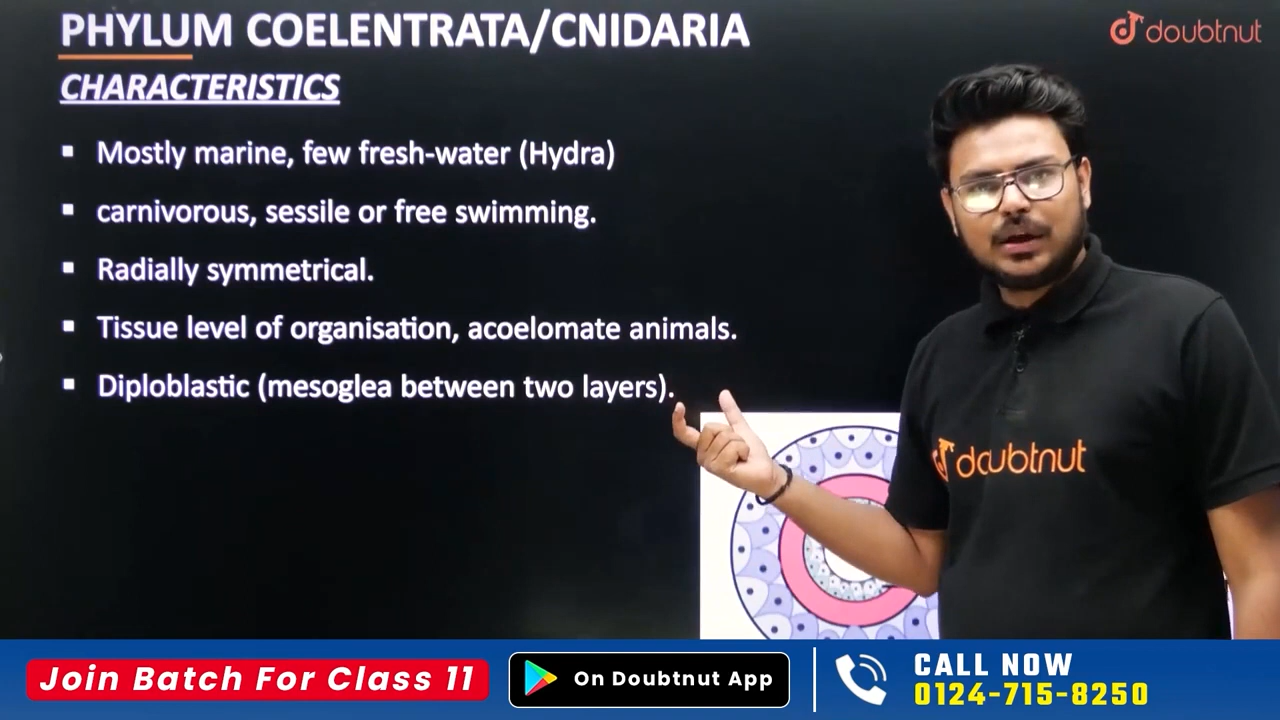 PHYLUM COELENTRATA/CNIDARIA
doubtnut
CHARACTERISTICS
▪ Mostly marine, few fresh-water (Hydra)
▪ carnivorous, sessile or free swimming.
▪ Radially symmetrical.
▪ Tissue level of organisation, acoelomate animals.
▪ Diploblastic (mesoglea between two layers).
doubtnut
Join Batch For Class 11
On Doubtnut App
CALL NOW
0124-715-8250